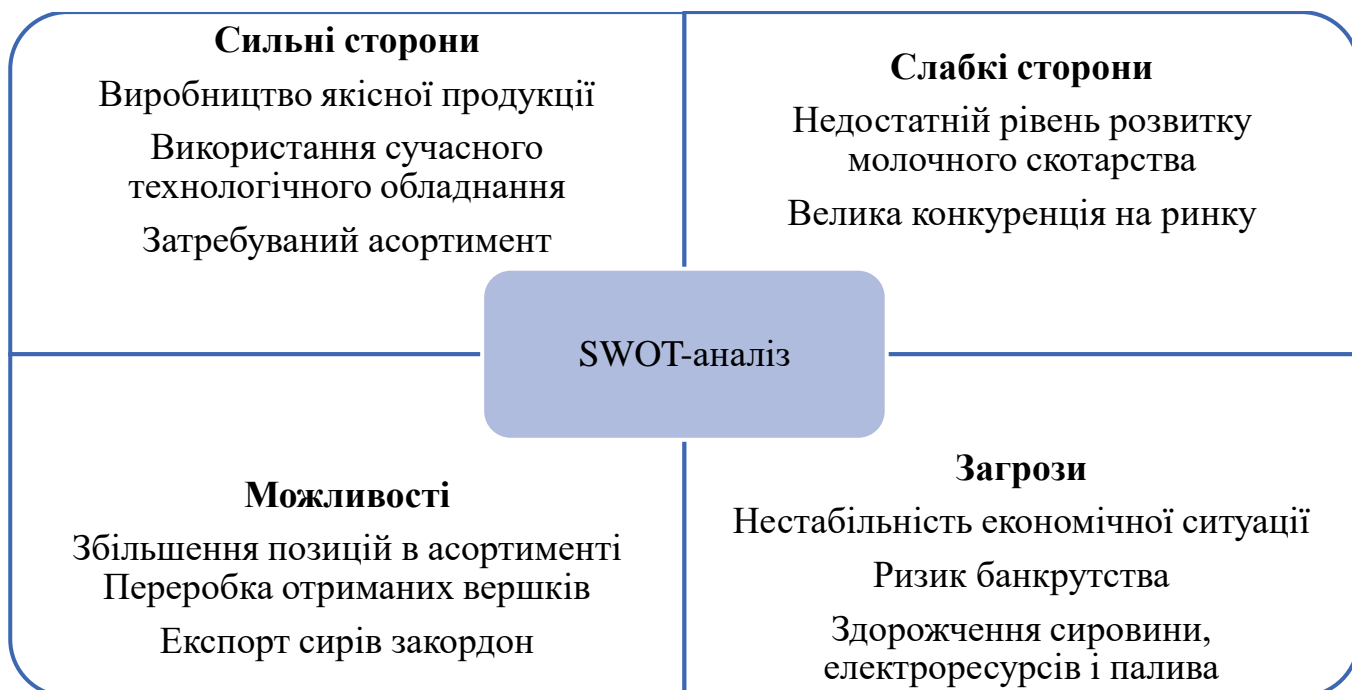 Сильні сторони
Виробництво якісної продукції
Використання сучасного
технологічного обладнання
Затребуваний асортимент
Слабкі сторони
Недостатній рівень розвитку
молочного скотарства
Велика конкуренція на ринку
SWOT-аналіз
Можливості
Збільшення позицій в асортименті
Переробка отриманих вершків
Експорт сирів закордон
Загрози
Нестабільність економічної ситуації
Ризик банкрутства
Здорожчення сировини,
електроресурсів і палива